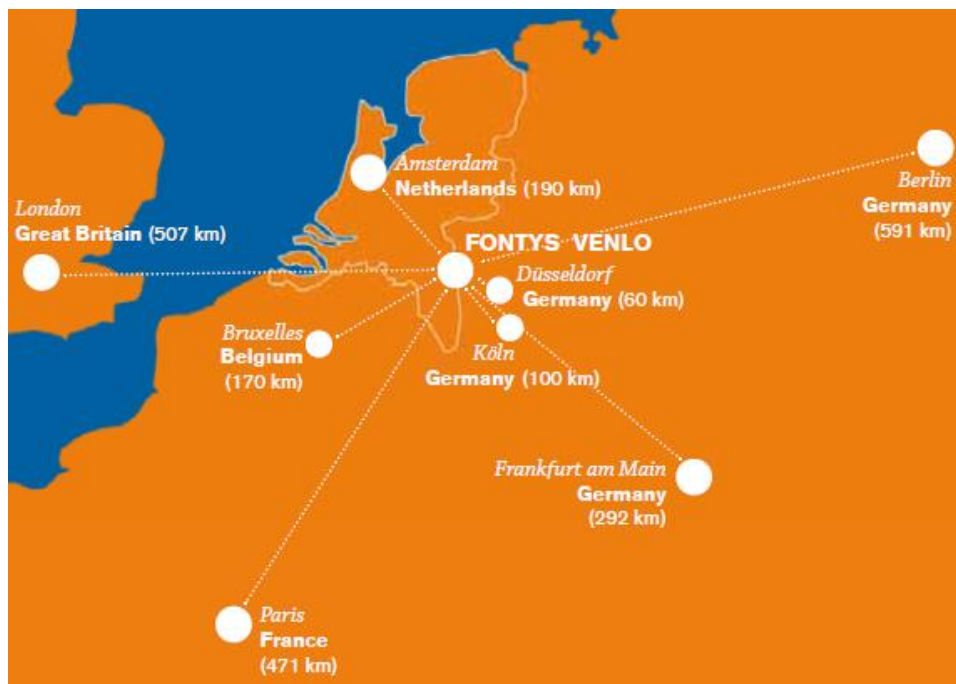 Amsterdam
Netherlands (190 km)
Berlin
Germany
(591 km)
London
Great Britain (507 km)
FONTYS VENLO
Düsseldorf
Germany (60 km)
Bruxelles
Belgium
(170 km)
Köln
Germany (100 km)
Frankfurt am Main
Germany
(292 km)
Paris
France
(471 km)